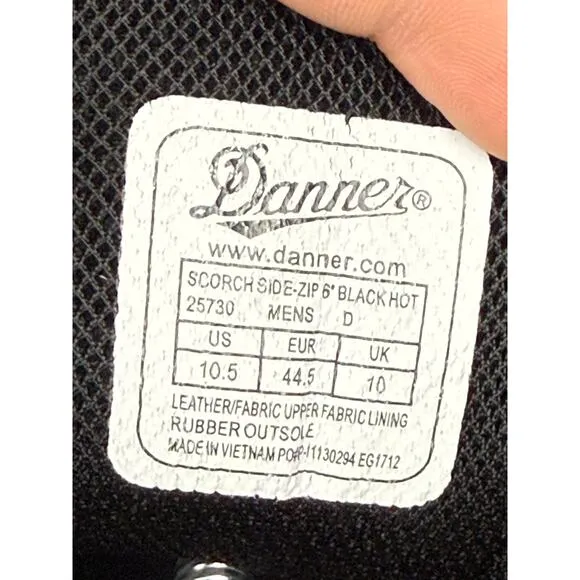 Danner®
www.danner.com
SCORCH SIDE-ZIP 6" BLACK HOT
25730 MENS D
US EUR UK
10.5 44.5 10
LEATHER/FABRIC UPPER FABRIC LINING
RUBBER OUTSOLE
MADE IN VIETNAM PO#P-I1130294 EG1712